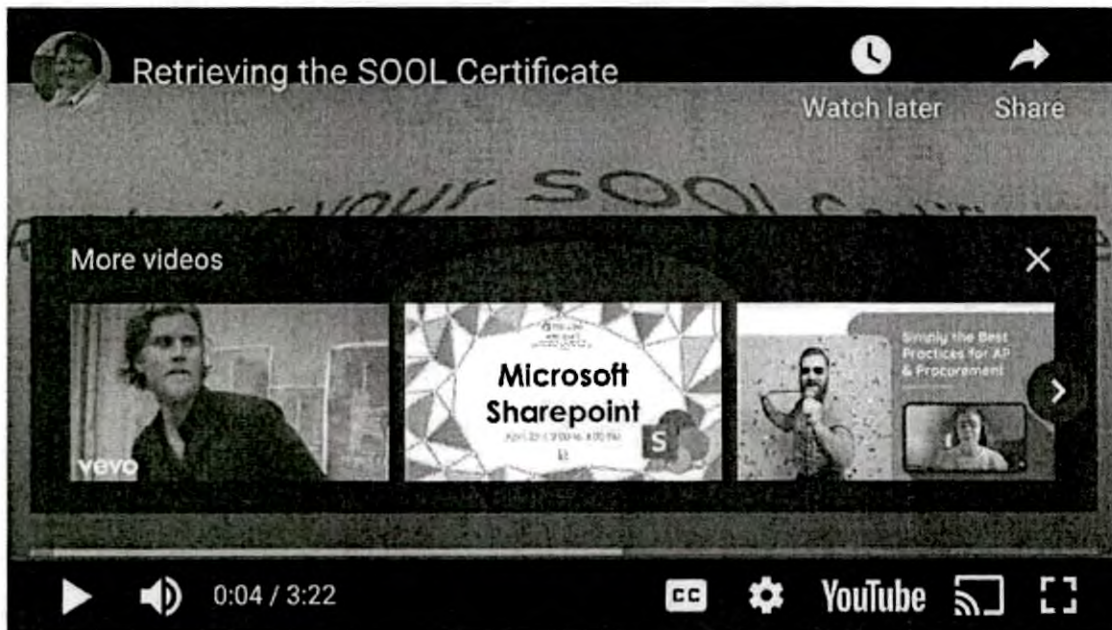 Retrieving the SOOL Certificate
Watch later
Share
your SOOL
More videos
vevo
Microsoft
Sharepoint
S
Simply the Best
Practices for AP
& Procurement
0:04 / 3:22
CC
YouTube